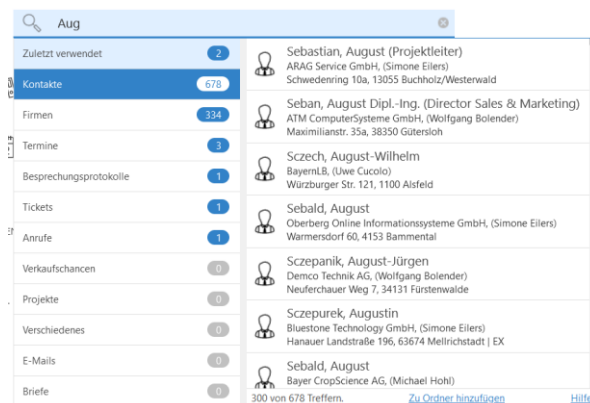 Aug
Zuletzt verwendet 2
Kontakte 678
Firmen 334
Termine 3
Besprechungsprotokolle 1
Tickets 1
Anrufe 1
Verkaufschancen 0
Projekte 0
Verschiedenes 0
E-Mails 0
Briefe 0
Sebastian, August (Projektleiter)
ARAG Service GmbH, (Simone Eilers)
Schwedenring 10a, 13055 Buchholz/Westerwald
Seban, August Dipl.-Ing. (Director Sales & Marketing)
ATM ComputerSysteme GmbH, (Wolfgang Bolender)
Maximilianstr. 35a, 38350 Gütersloh
Sczech, August-Wilhelm
BayernLB, (Uwe Cucolo)
Würzburger Str. 121, 1100 Alsfeld
Sebald, August
Oberberg Online Informationssysteme GmbH, (Simone Eilers)
Warmersdorf 60, 4153 Bammental
Sczepanik, August-Jürgen
Demco Technik AG, (Wolfgang Bolender)
Neuferchauer Weg 7, 34131 Fürstenwalde
Sczepurek, Augustin
Bluestone Technology GmbH, (Simone Eilers)
Hanauer Landstraße 196, 63674 Mellrichstadt | EX
Sebald, August
Bayer CropScience AG, (Michael Hohl)
300 von 678 Treffern. Zu Ordner hinzufügen Hilfe